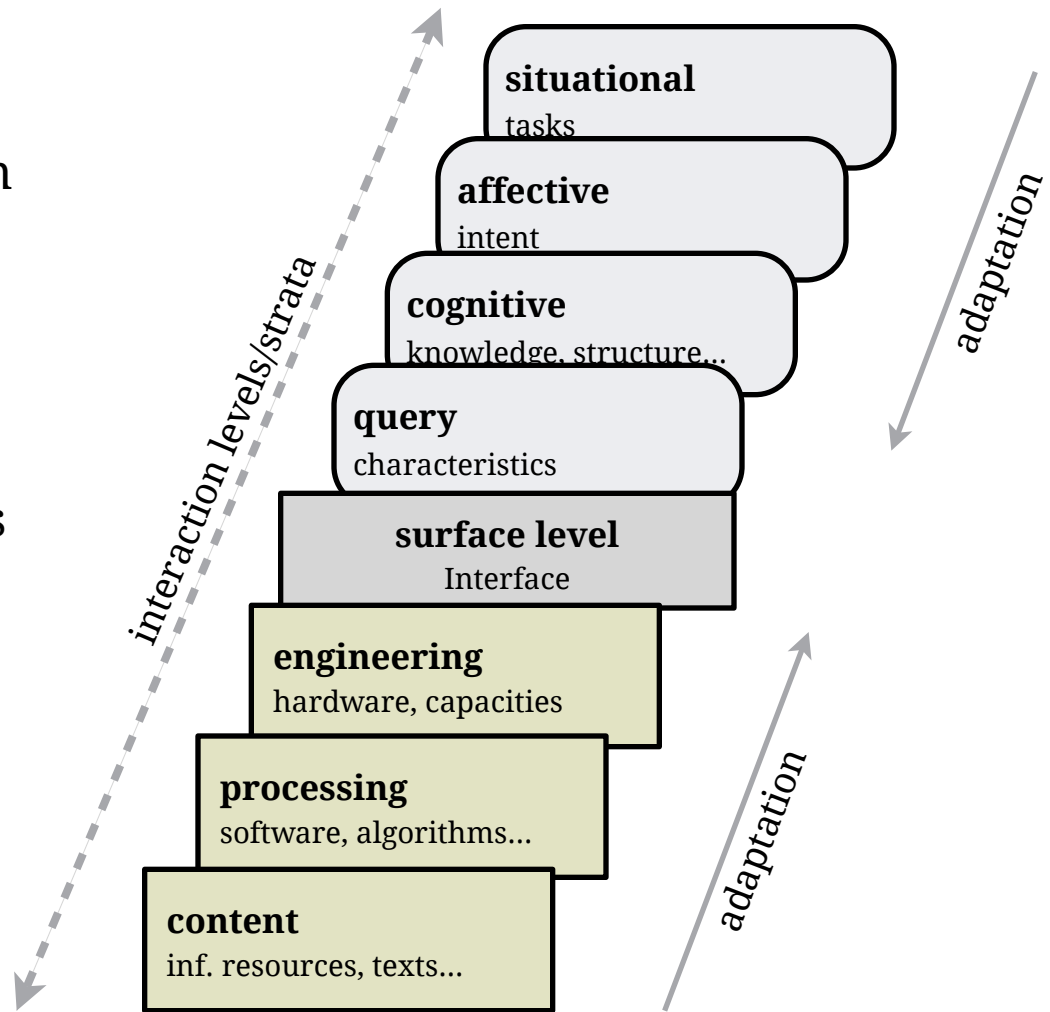 situational
tasks
affective
intent
cognitive
knowledge, structure...
query
characteristics
surface level
Interface
engineering
hardware, capacities
processing
software, algorithms...
content
inf. resources, texts...
interaction levels/strata
adaptation
adaptation